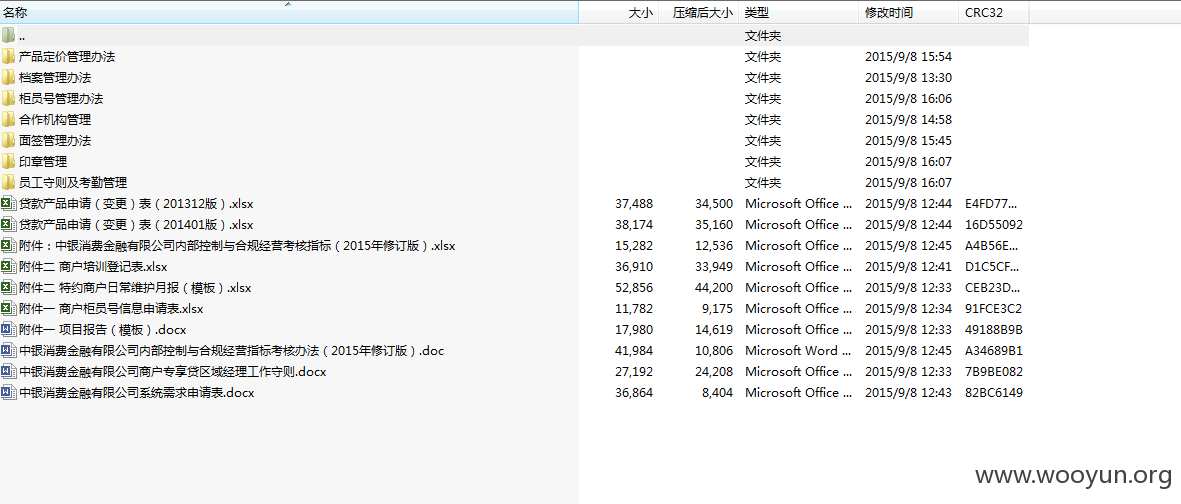 名称 大小 压缩后大小 类型 修改时间 CRC32
.. 文件夹
产品定价管理办法 文件夹 2015/9/8 15:54
档案管理办法 文件夹 2015/9/8 13:30
柜员号管理办法 文件夹 2015/9/8 16:06
合作机构管理 文件夹 2015/9/8 14:58
面签管理办法 文件夹 2015/9/8 15:45
印章管理 文件夹 2015/9/8 16:07
员工守则及考勤管理 文件夹 2015/9/8 16:07
贷款产品申请（变更）表（201312版）.xlsx 37,488 34,500 Microsoft Office ... 2015/9/8 12:44 E4FD77...
贷款产品申请（变更）表（201401版）.xlsx 38,174 35,160 Microsoft Office ... 2015/9/8 12:44 16D55092
附件：中银消费金融有限公司内部控制与合规经营考核指标（2015年修订版）.xlsx 15,282 12,536 Microsoft Office ... 2015/9/8 12:45 A4B56E...
附件二 商户培训登记表.xlsx 36,910 33,949 Microsoft Office ... 2015/9/8 12:41 D1C5CF...
附件二 特约商户日常维护月报（模板）.xlsx 52,856 44,200 Microsoft Office ... 2015/9/8 12:33 CEB23D...
附件一 商户柜员号信息申请表.xlsx 11,782 9,175 Microsoft Office ... 2015/9/8 12:34 91FCE3C2
附件一 项目报告（模板）.docx 17,980 14,619 Microsoft Office ... 2015/9/8 12:33 49188B9B
中银消费金融有限公司内部控制与合规经营指标考核办法（2015年修订版）.doc 41,984 10,806 Microsoft Word ... 2015/9/8 12:45 A34689B1
中银消费金融有限公司商户专享贷区域经理工作守则.docx 27,192 24,208 Microsoft Office ... 2015/9/8 12:33 7B9BE082
中银消费金融有限公司系统需求申请表.docx 36,864 8,404 Microsoft Office ... 2015/9/8 12:43 82BC6149
www.wooyun.org